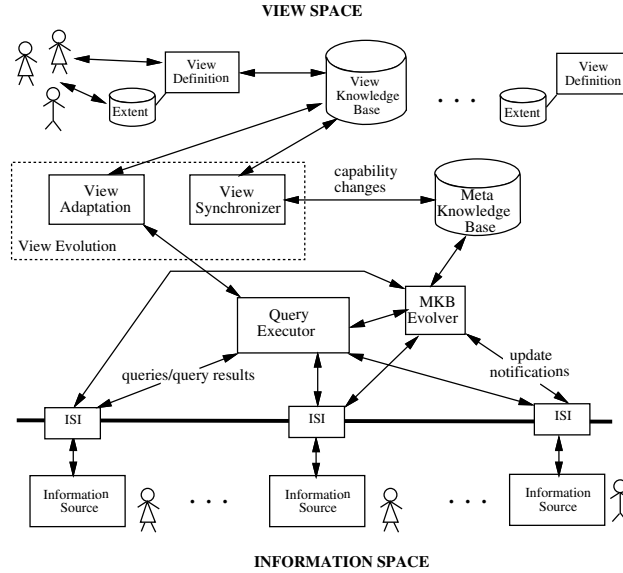 VIEW SPACE
View
Definition
Extent
View
Knowledge
Base
. . .
View
Definition
Extent
View
Adaptation
View
Synchronizer
View Evolution
capability
changes
Meta
Knowledge
Base
Query
Executor
MKB
Evolver
queries/query results
update
notifications
ISI
ISI
ISI
Information
Source
. . .
Information
Source
. . .
Information
Source
INFORMATION SPACE